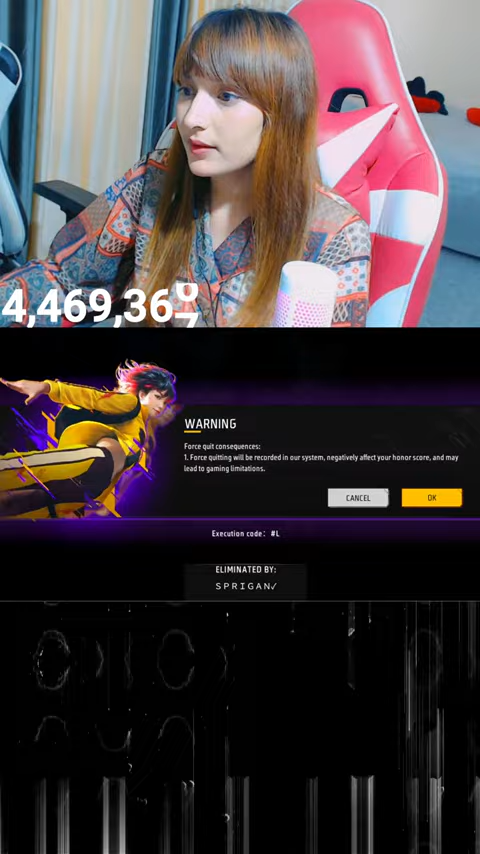 4,469,36
WARNING
Force quit consequences:
1. Force quitting will be recorded in our system, negatively affect your honor score, and may
lead to gaming limitations.
CANCEL
OK
Execution code: #L
ELIMINATED BY:
SPRIGAN✓